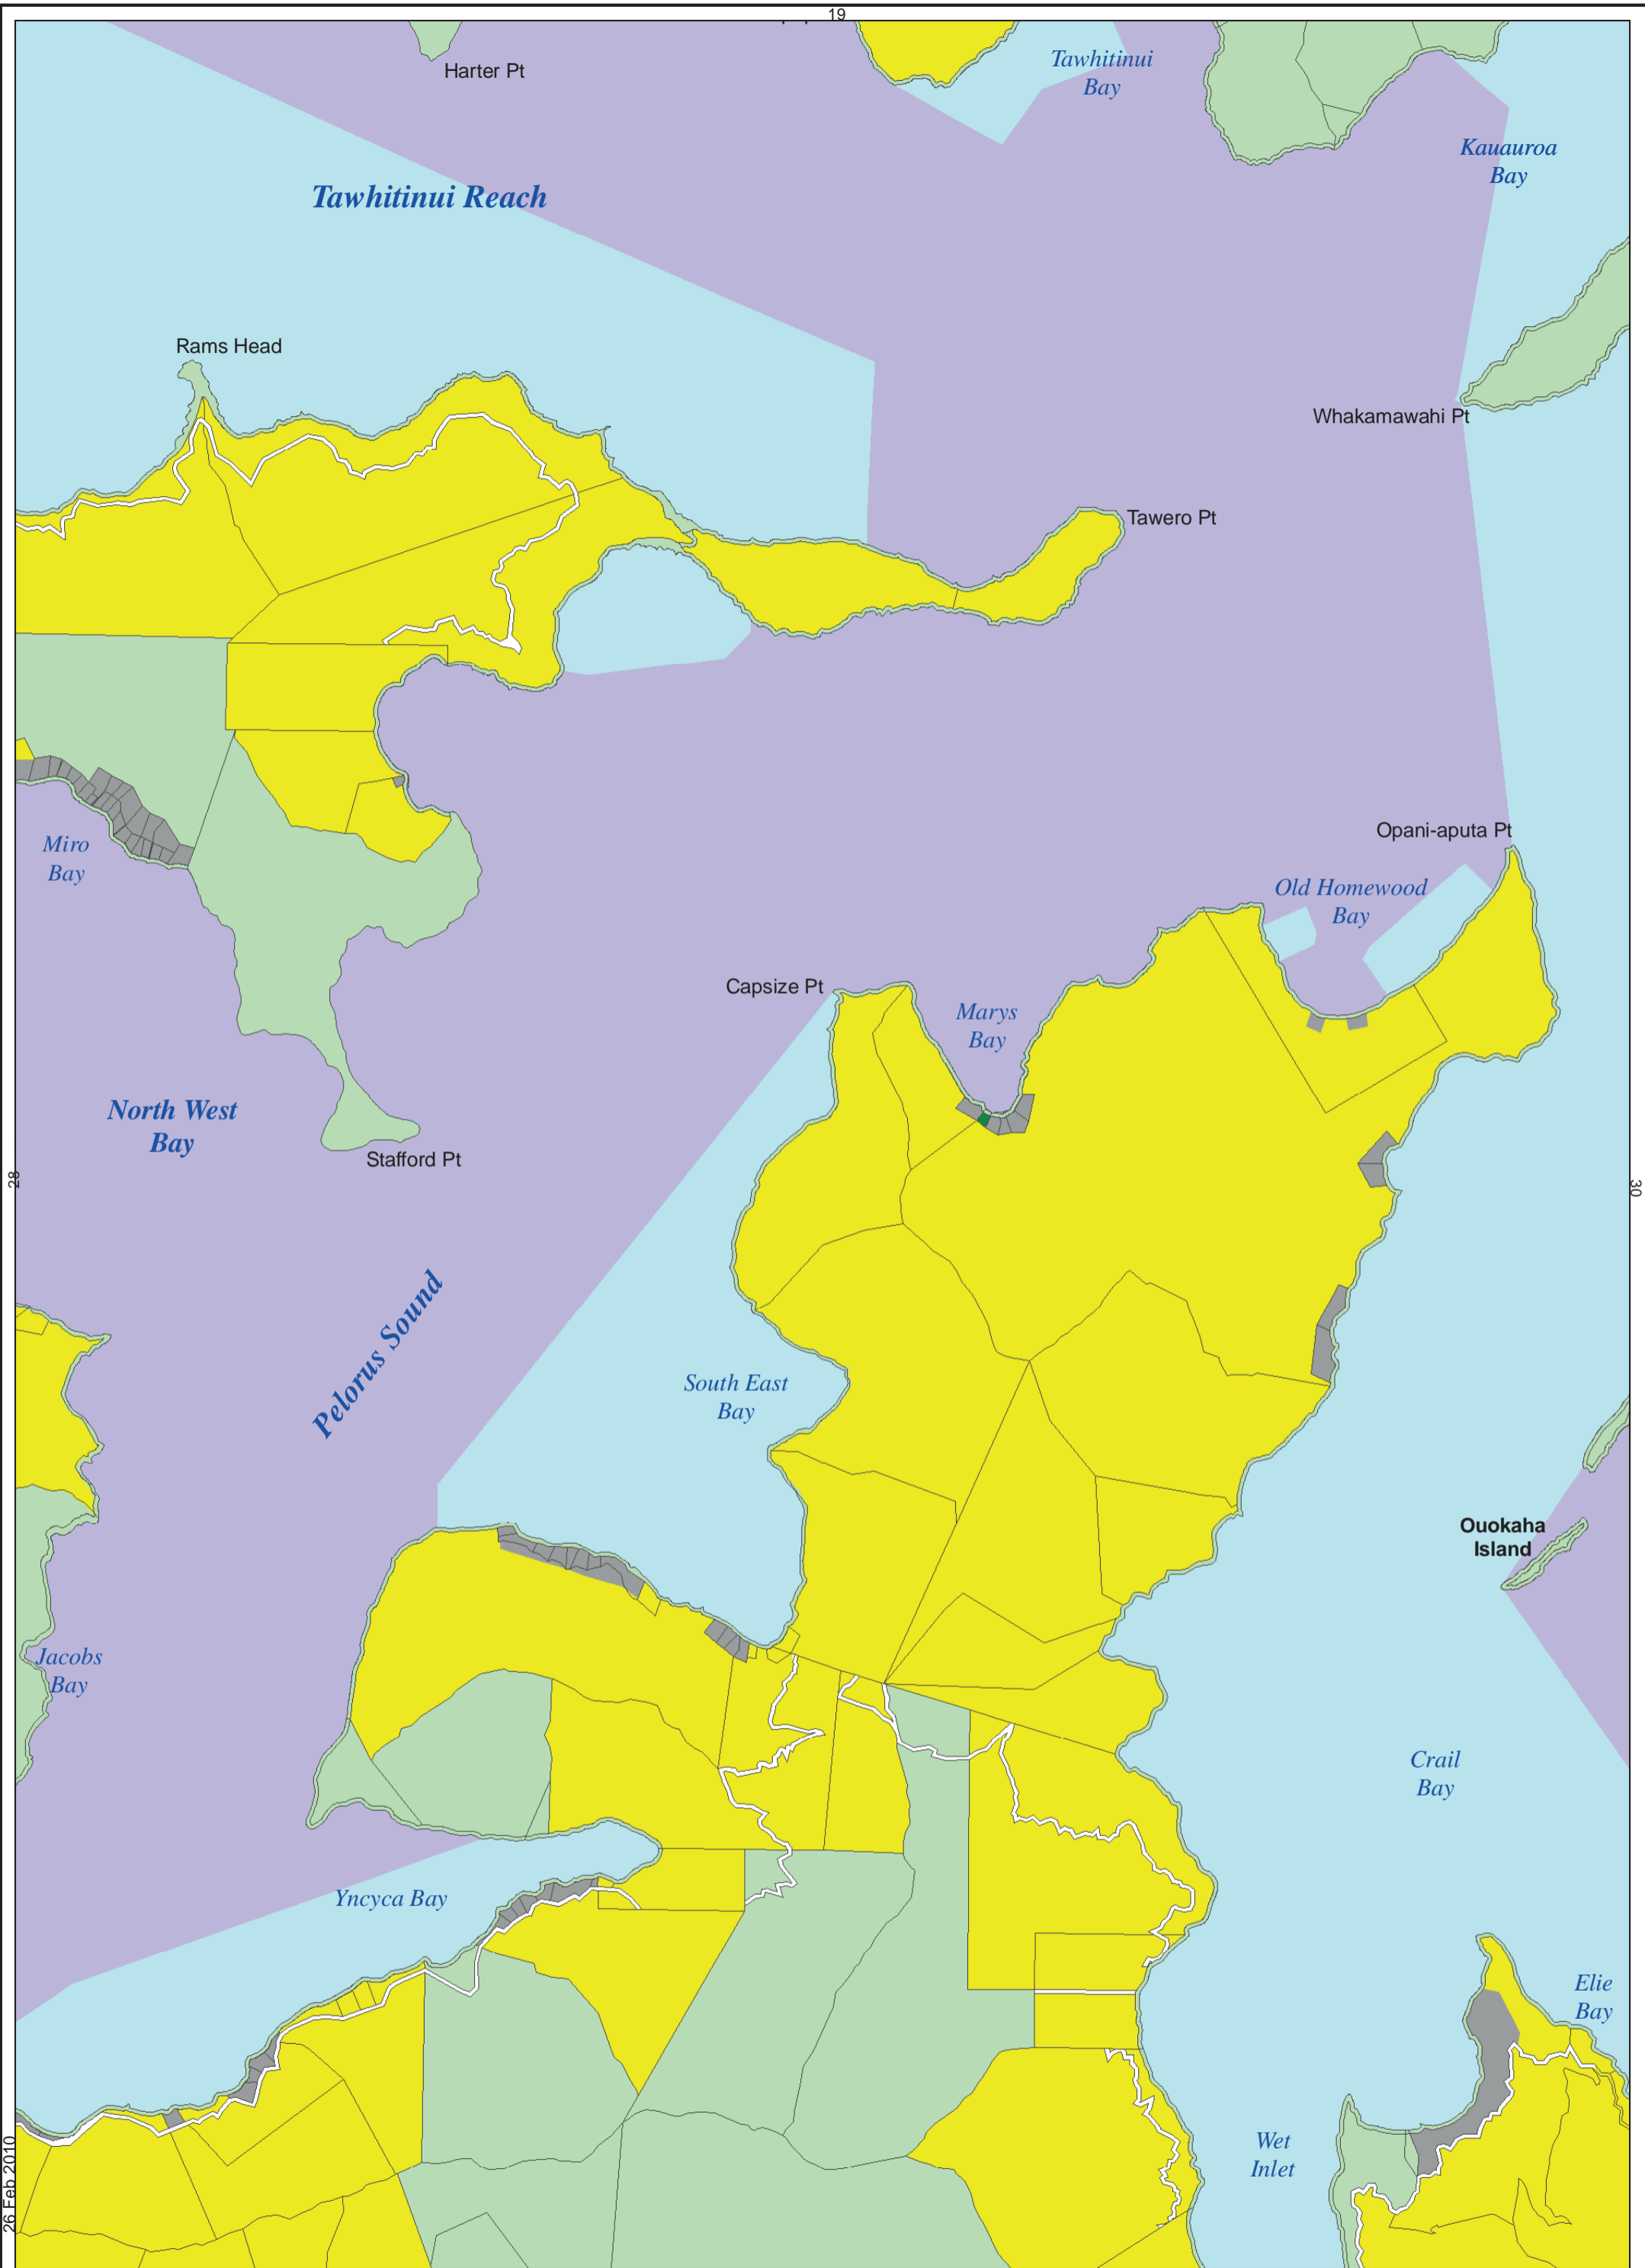 19
Harter Pt
Tawhitinui
Bay
Kauauroa
Bay
Tawhitinui Reach
Rams Head
Whakamawahi Pt
Tawero Pt
Opani-aputa Pt
Miro
Bay
Old Homewood
Bay
Capsize Pt
Marys
Bay
North West
Bay
Stafford Pt
28
30
Pelorus Sound
South East
Bay
Ouokaha
Island
Jacobs
Bay
Crail
Bay
Yncyca Bay
Elie
Bay
Wet
Inlet
26 Feb 2010